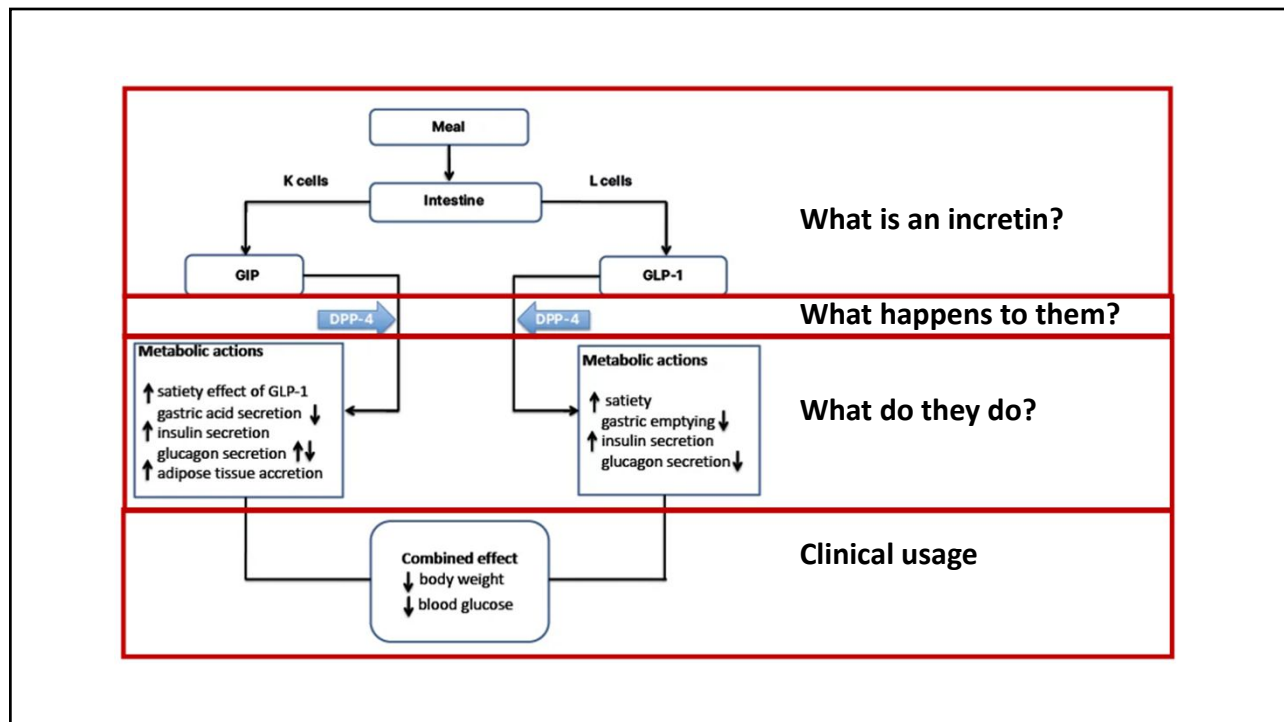 Meal
K cells
L cells
Intestine
What is an incretin?
GIP
GLP-1
DPP-4
DPP-4
What happens to them?
Metabolic actions
↑ satiety effect of GLP-1
gastric acid secretion ↓
↑ insulin secretion
glucagon secretion ↑↓
↑ adipose tissue accretion
Metabolic actions
↑ satiety
gastric emptying ↓
↑ insulin secretion
glucagon secretion ↓
What do they do?
Combined effect
↓ body weight
↓ blood glucose
Clinical usage